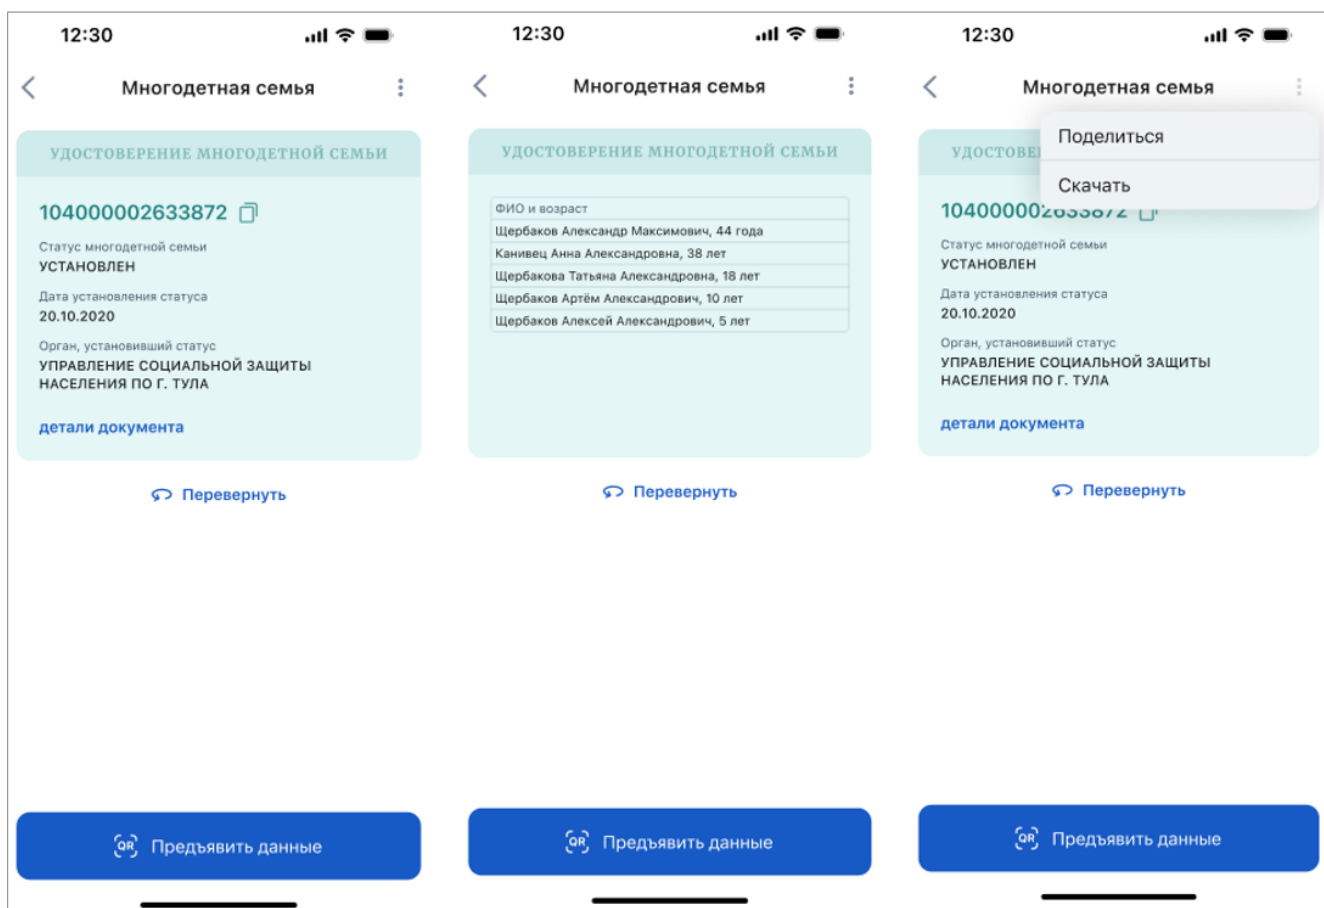 12:30
Многодетная семья
УДОСТОВЕРЕНИЕ МНОГОДЕТНОЙ СЕМЬИ
104000002633872
Статус многодетной семьи
УСТАНОВЛЕН
Дата установления статуса
20.10.2020
Орган, установивший статус
УПРАВЛЕНИЕ СОЦИАЛЬНОЙ ЗАЩИТЫ
НАСЕЛЕНИЯ ПО Г. ТУЛА
детали документа
Перевернуть
QR Предъявить данные
12:30
Многодетная семья
УДОСТОВЕРЕНИЕ МНОГОДЕТНОЙ СЕМЬИ
ФИО и возраст
Щербаков Александр Максимович, 44 года
Канивец Анна Александровна, 38 лет
Щербакова Татьяна Александровна, 18 лет
Щербаков Артём Александрович, 10 лет
Щербаков Алексей Александрович, 5 лет
Перевернуть
QR Предъявить данные
12:30
Многодетная семья
Поделиться
Скачать
УДОСТОВЕ
104000002633872
Статус многодетной семьи
УСТАНОВЛЕН
Дата установления статуса
20.10.2020
Орган, установивший статус
УПРАВЛЕНИЕ СОЦИАЛЬНОЙ ЗАЩИТЫ
НАСЕЛЕНИЯ ПО Г. ТУЛА
детали документа
Перевернуть
QR Предъявить данные